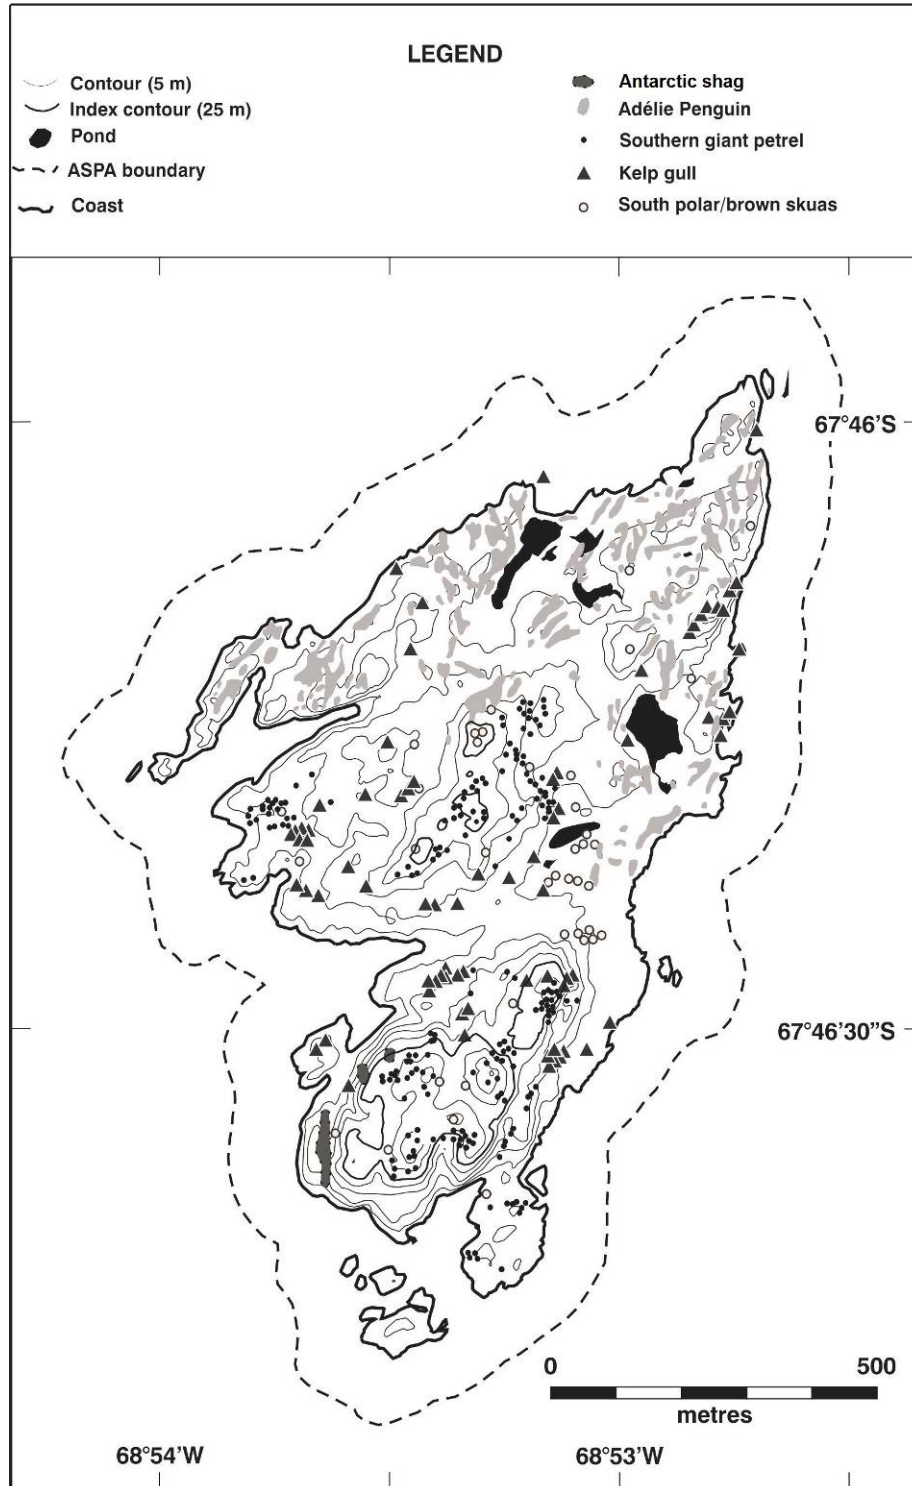 LEGEND
Contour (5 m)
Index contour (25 m)
Pond
ASPA boundary
Coast
Antarctic shag
Adélie Penguin
Southern giant petrel
Kelp gull
South polar/brown skuas
67°46'S
67°46'30"S
0 500
metres
68°54'W 68°53'W